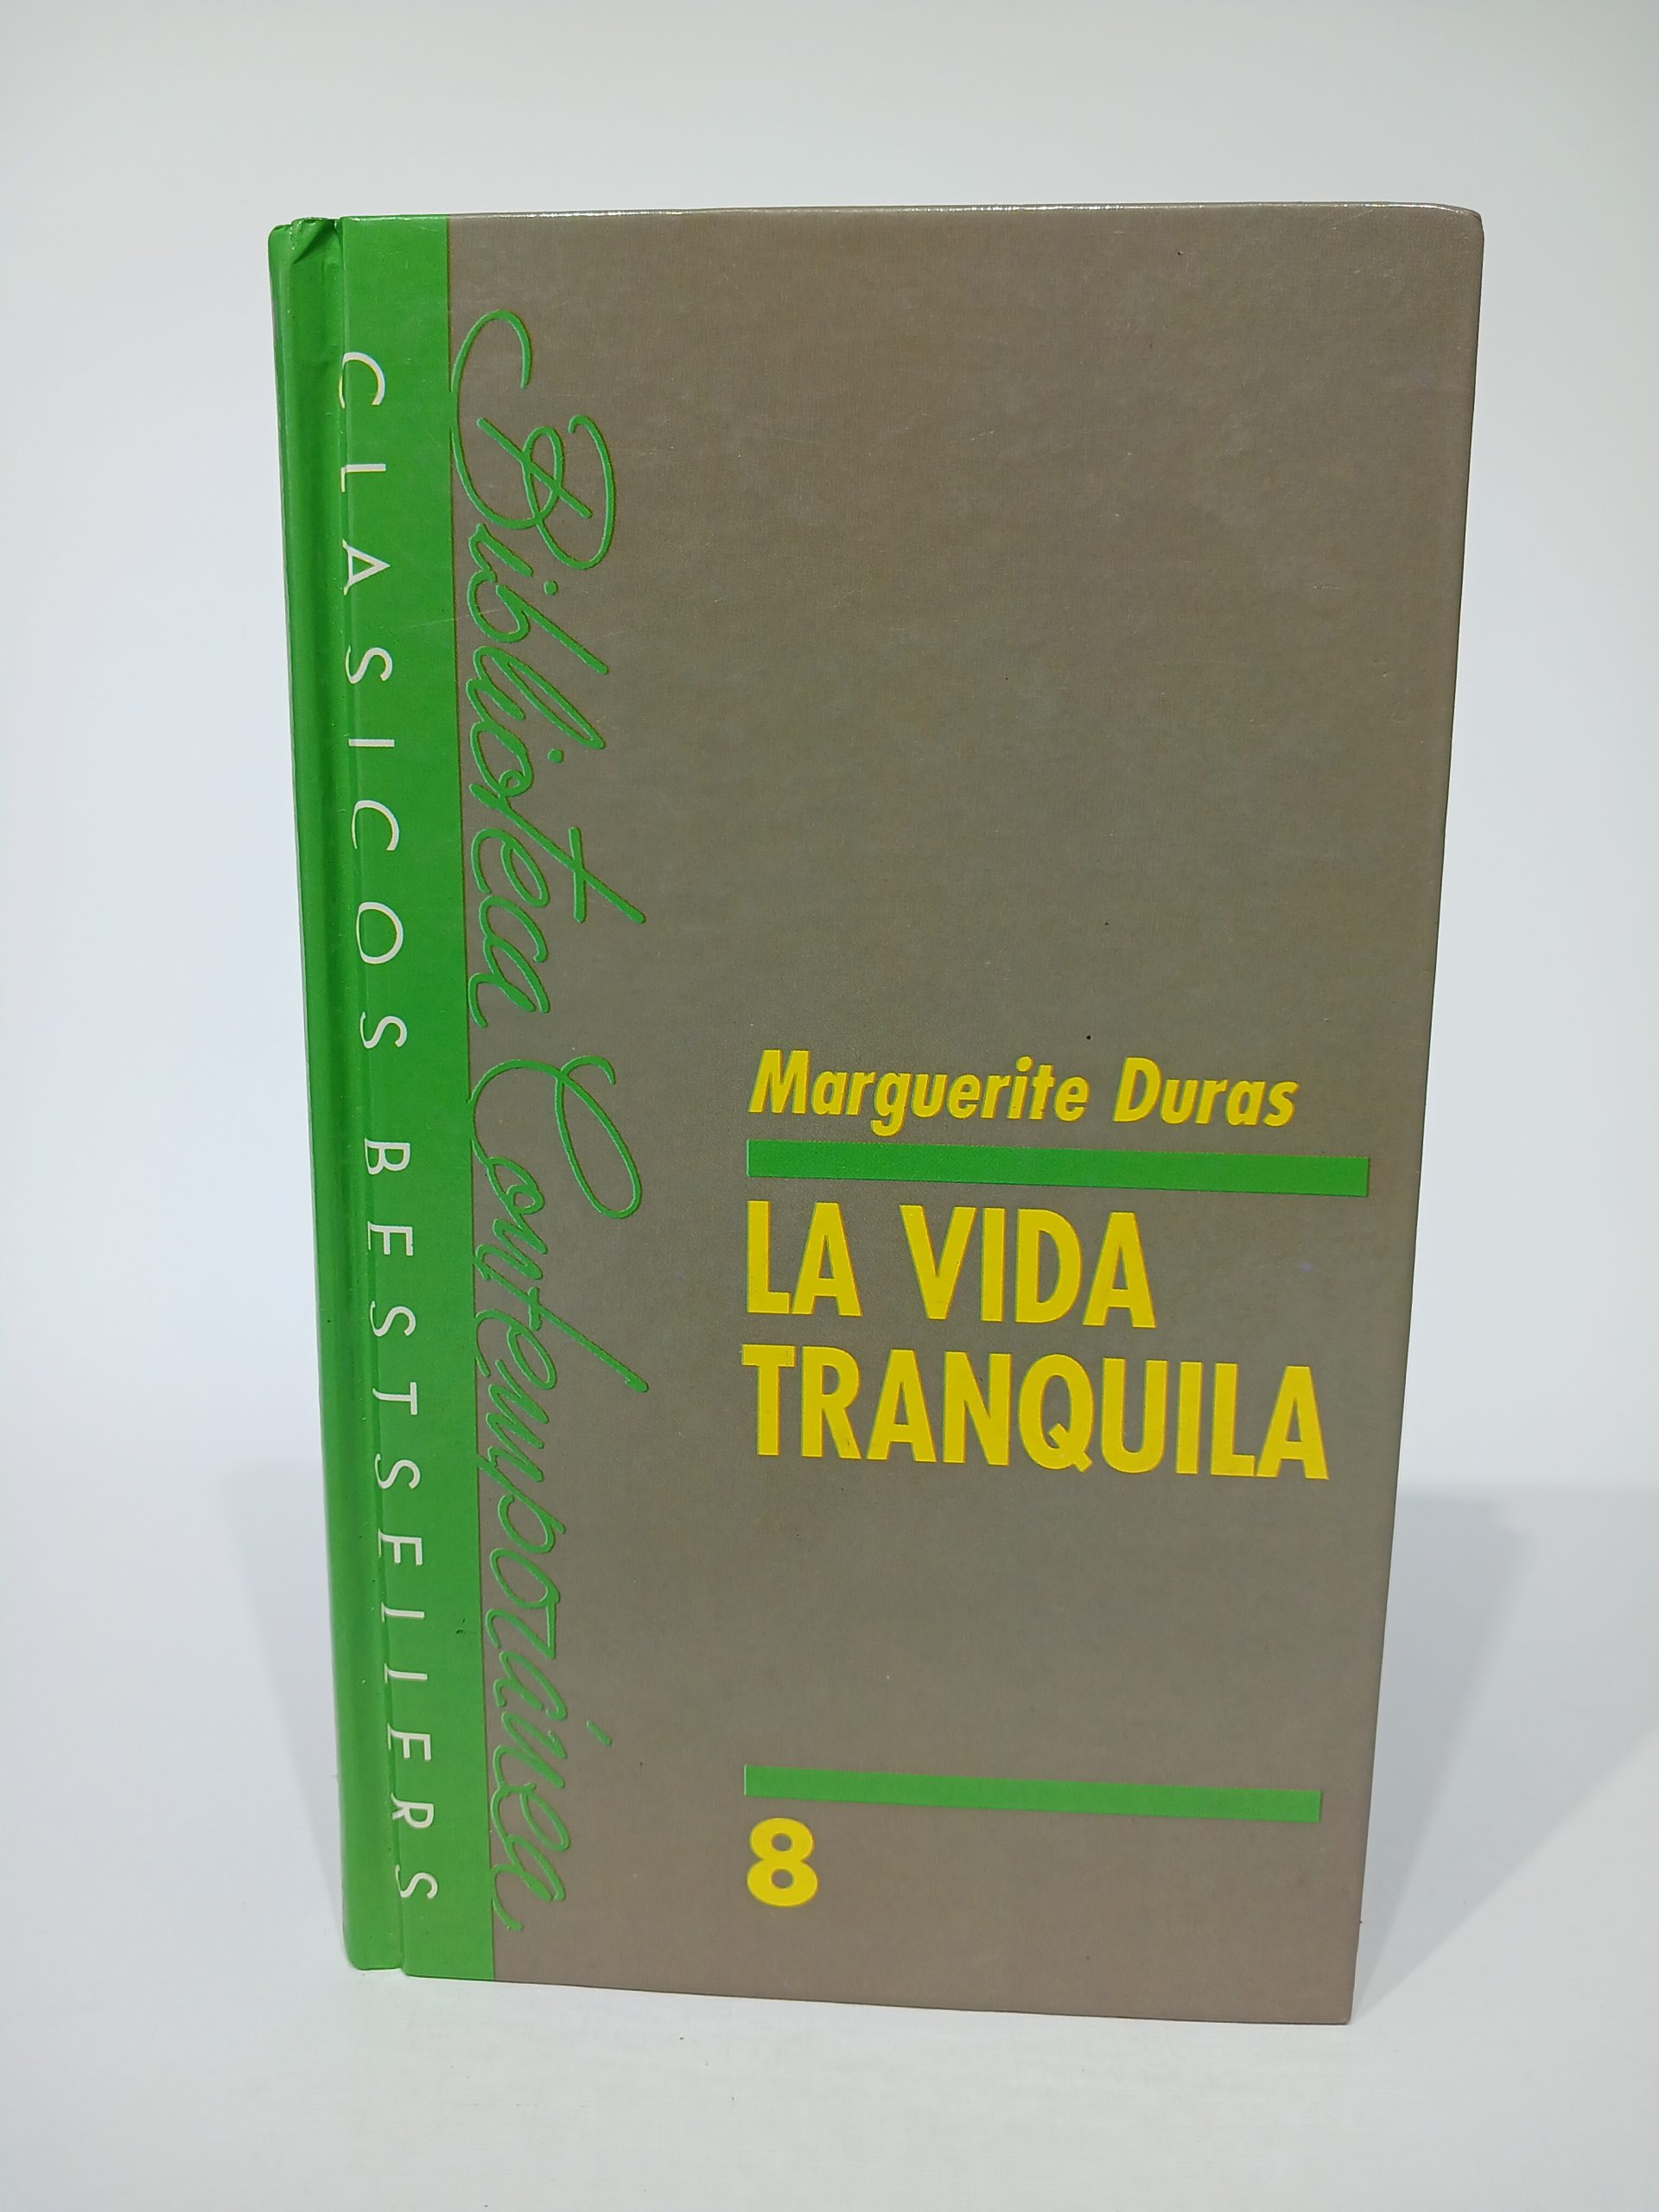 CLASICOS BESTSELLERS
Biblioteca Contemporánea
Marguerite Duras
LA VIDA
TRANQUILA
8